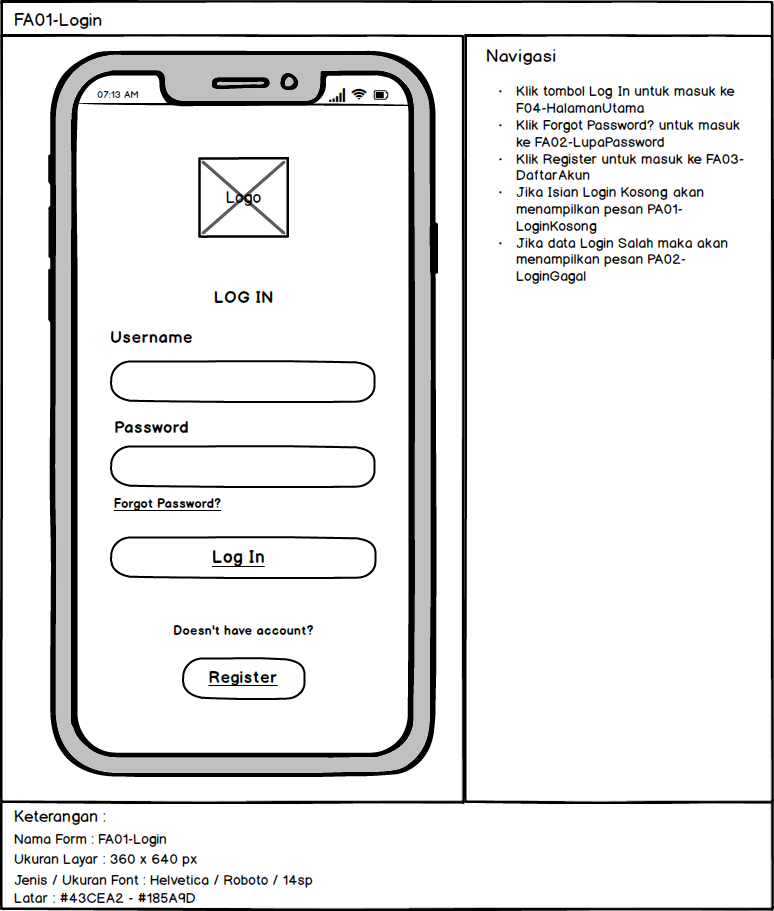 FA01-Login
07:13 AM
Logo
LOG IN
Username
Password
Forgot Password?
Log In
Doesn't have account?
Register
Navigasi
· Klik tombol Log In untuk masuk ke
F04-HalamanUtama
· Klik Forgot Password? untuk masuk
ke FA02-LupaPassword
· Klik Register untuk masuk ke FA03-
DaftarAkun
· Jika Isian Login Kosong akan
menampilkan pesan PA01-
LoginKosong
· Jika data Login Salah maka akan
menampilkan pesan PA02-
LoginGagal
Keterangan :
Nama Form : FA01-Login
Ukuran Layar : 360 x 640 px
Jenis / Ukuran Font : Helvetica / Roboto / 14sp
Latar : #43CEA2 - #185A9D